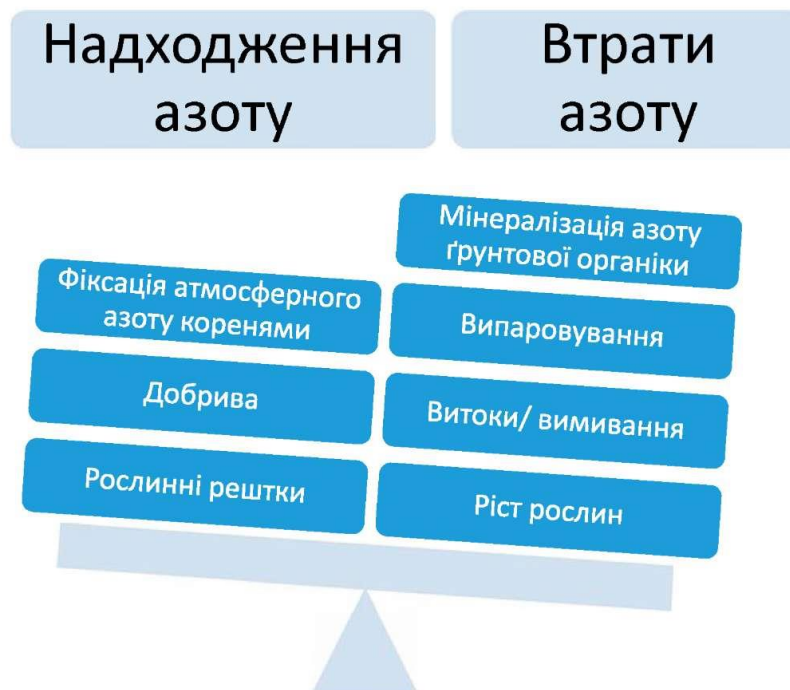 Надходження
азоту
Втрати
азоту
Фіксація атмосферного
азоту коренями
Добрива
Рослинні рештки
Мінералізація азоту
ґрунтової органіки
Випаровування
Витоки/ вимивання
Ріст рослин